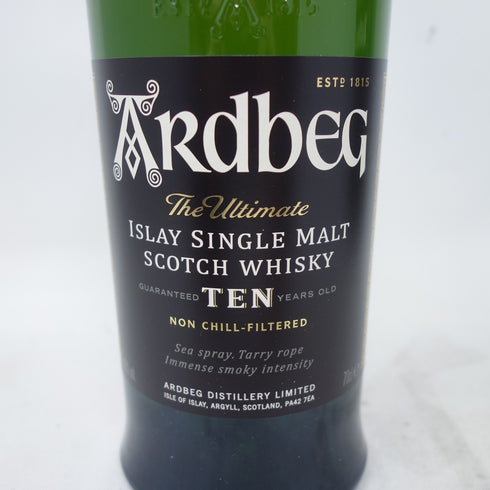 ESTD 1815
ARDBEG
The Ultimate
ISLAY SINGLE MALT
SCOTCH WHISKY
GUARANTEED TEN YEARS OLD
NON CHILL-FILTERED
Sea spray. Tarry rope
Immense smoky intensity
ARDBEG DISTILLERY LIMITED
ISLE OF ISLAY, ARGYLL, SCOTLAND, PA42 7EA